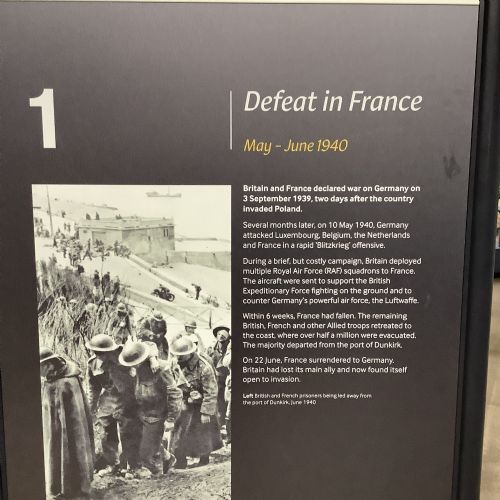 1
Defeat in France
May – June 1940
Britain and France declared war on Germany on
3 September 1939, two days after the country
invaded Poland.
Several months later, on 10 May 1940, Germany
attacked Luxembourg, Belgium, the Netherlands
and France in a rapid 'Blitzkrieg' offensive.
During a brief, but costly campaign, Britain deployed
multiple Royal Air Force (RAF) squadrons to France.
The aircraft were sent to support the British
Expeditionary Force fighting on the ground and to
counter Germany's powerful air force, the Luftwaffe.
Within 6 weeks, France had fallen. The remaining
British, French and other Allied troops retreated to
the coast, where over half a million were evacuated.
The majority departed from the port of Dunkirk.
On 22 June, France surrendered to Germany.
Britain had lost its main ally and now found itself
open to invasion.
Left British and French prisoners being led away from
the port of Dunkirk, June 1940